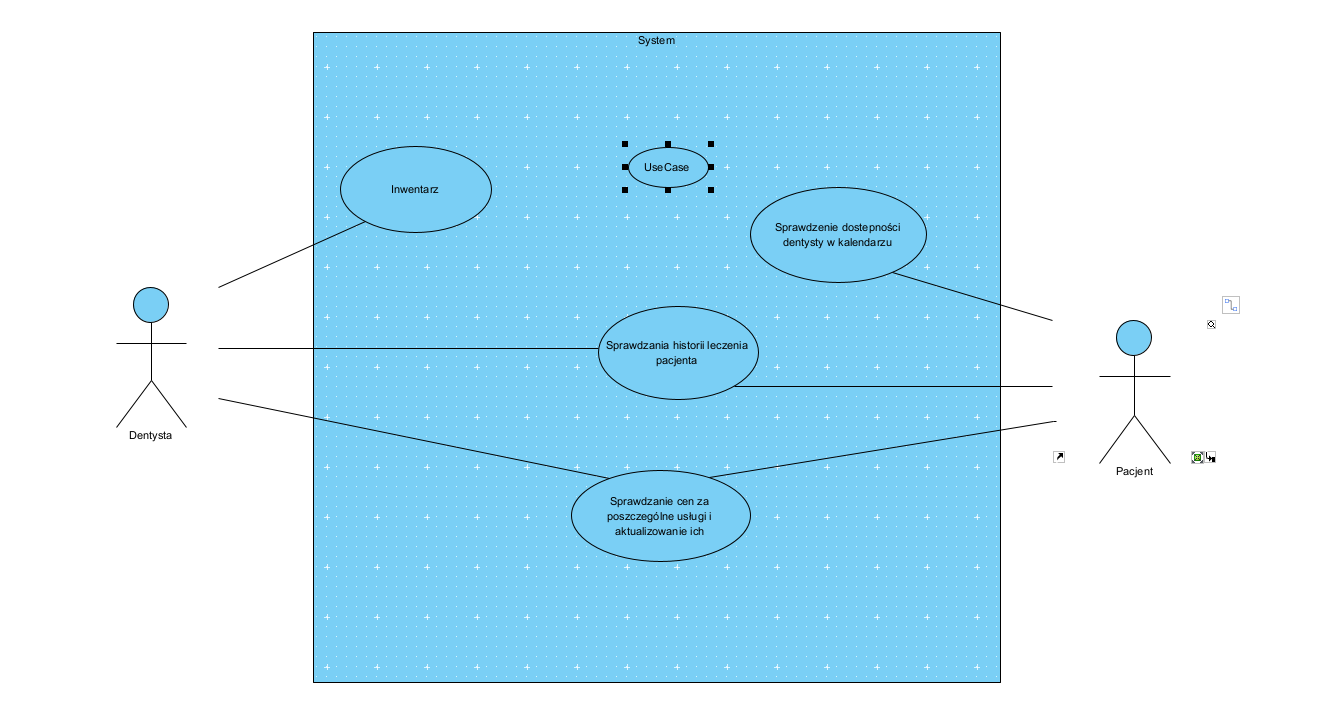 System
UseCase
Inwentarz
Sprawdzenie dostepności
dentysty w kalendarzu
Sprawdzania historii leczenia
pacjenta
Dentysta
Pacjent
Sprawdzanie cen za
poszczególne usługi i
aktualizowanie ich